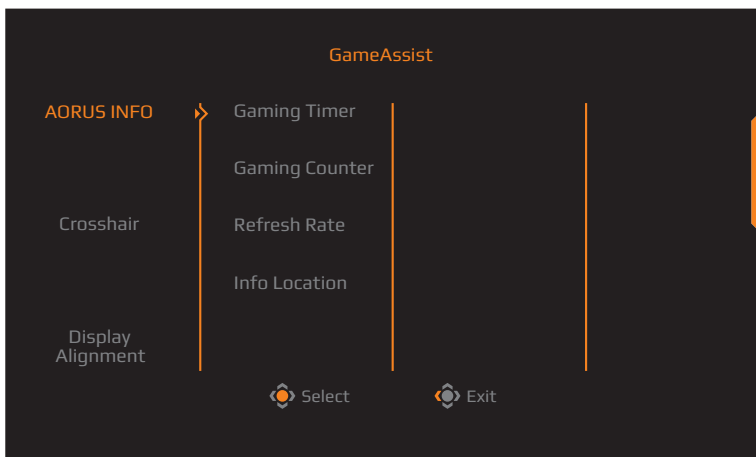 GameAssist
AORUS INFO
Gaming Timer
Gaming Counter
Crosshair
Refresh Rate
Info Location
Display
Alignment
Select
Exit